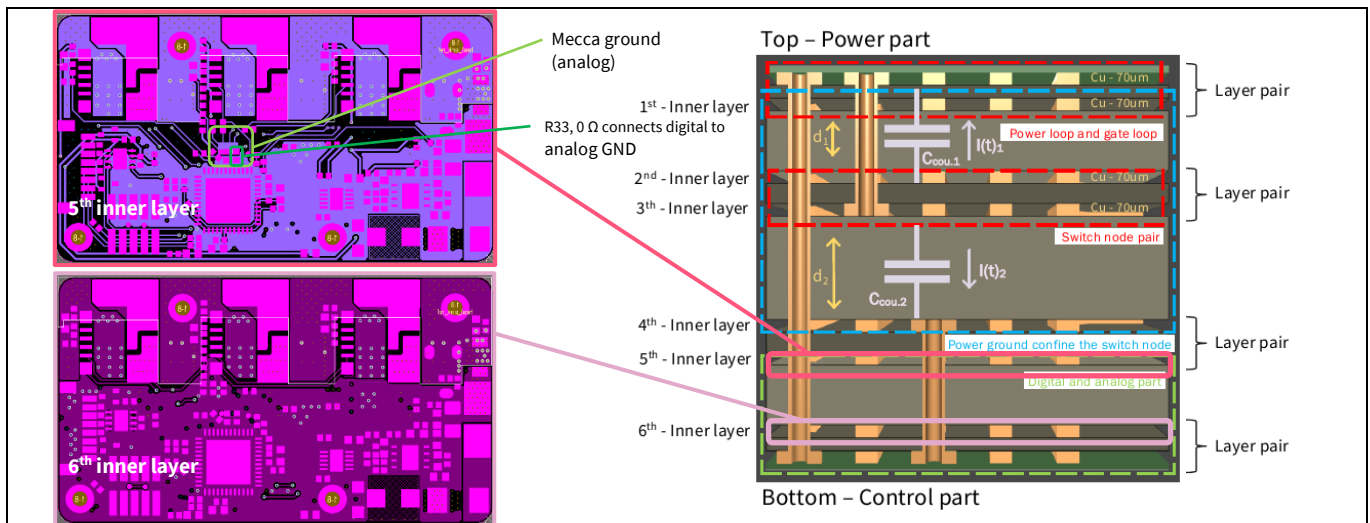 Mecca ground
(analog)
R33, 0 Ω connects digital to
analog GND
5th inner layer
6th inner layer
Top – Power part
Cu - 70um
Cu - 70um
Layer pair
1st - Inner layer
Power loop and gate loop
d1
Ccou.1
I(t)1
2nd - Inner layer
Cu - 70um
Layer pair
3th - Inner layer
Cu - 70um
Switch node pair
d2
Ccou.2
I(t)2
4th - Inner layer
Power ground confine the switch node
Layer pair
5th - Inner layer
Digital and analog part
6th - Inner layer
Layer pair
Bottom – Control part